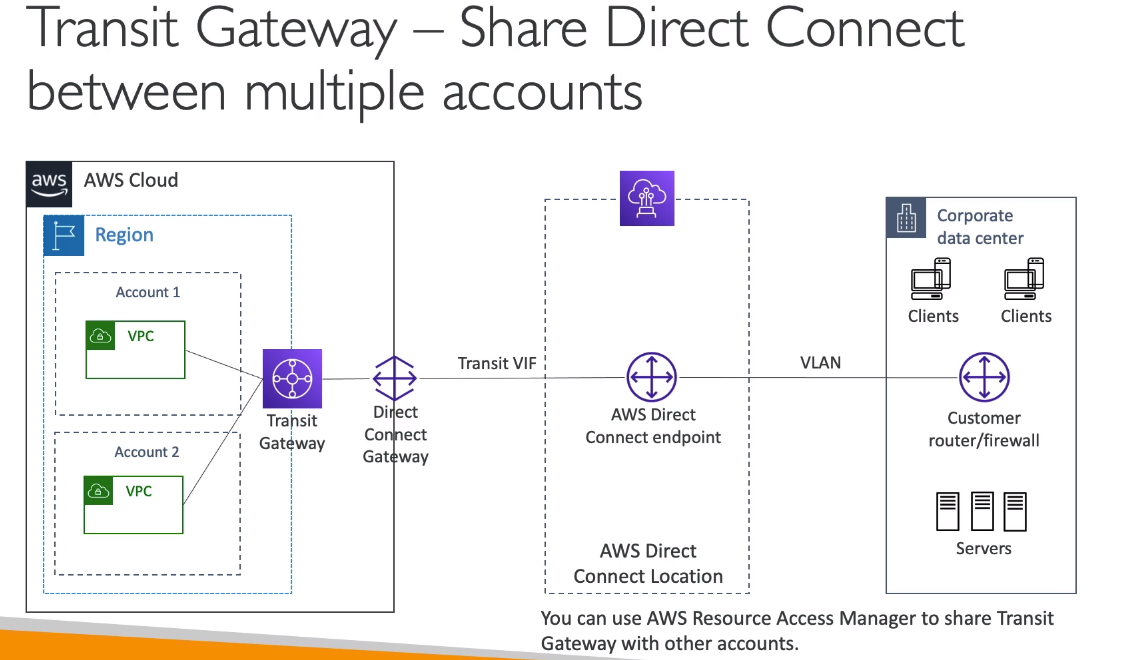 Transit Gateway – Share Direct Connect
between multiple accounts
aws
AWS Cloud
Region
Account 1
VPC
Account 2
VPC
Transit
Gateway
Direct
Connect
Gateway
Transit VIF
AWS Direct
Connect endpoint
AWS Direct
Connect Location
VLAN
Corporate
data center
Clients
Clients
Customer
router/firewall
Servers
You can use AWS Resource Access Manager to share Transit
Gateway with other accounts.